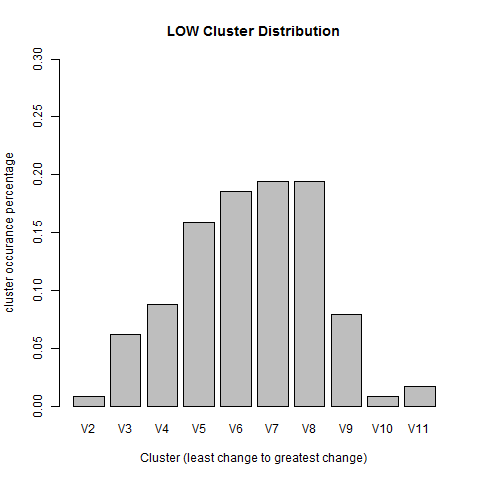 LOW Cluster Distribution
cluster occurance percentage
0.30
0.25
0.20
0.15
0.10
0.05
0.00
V2 V3 V4 V5 V6 V7 V8 V9 V10 V11
Cluster (least change to greatest change)